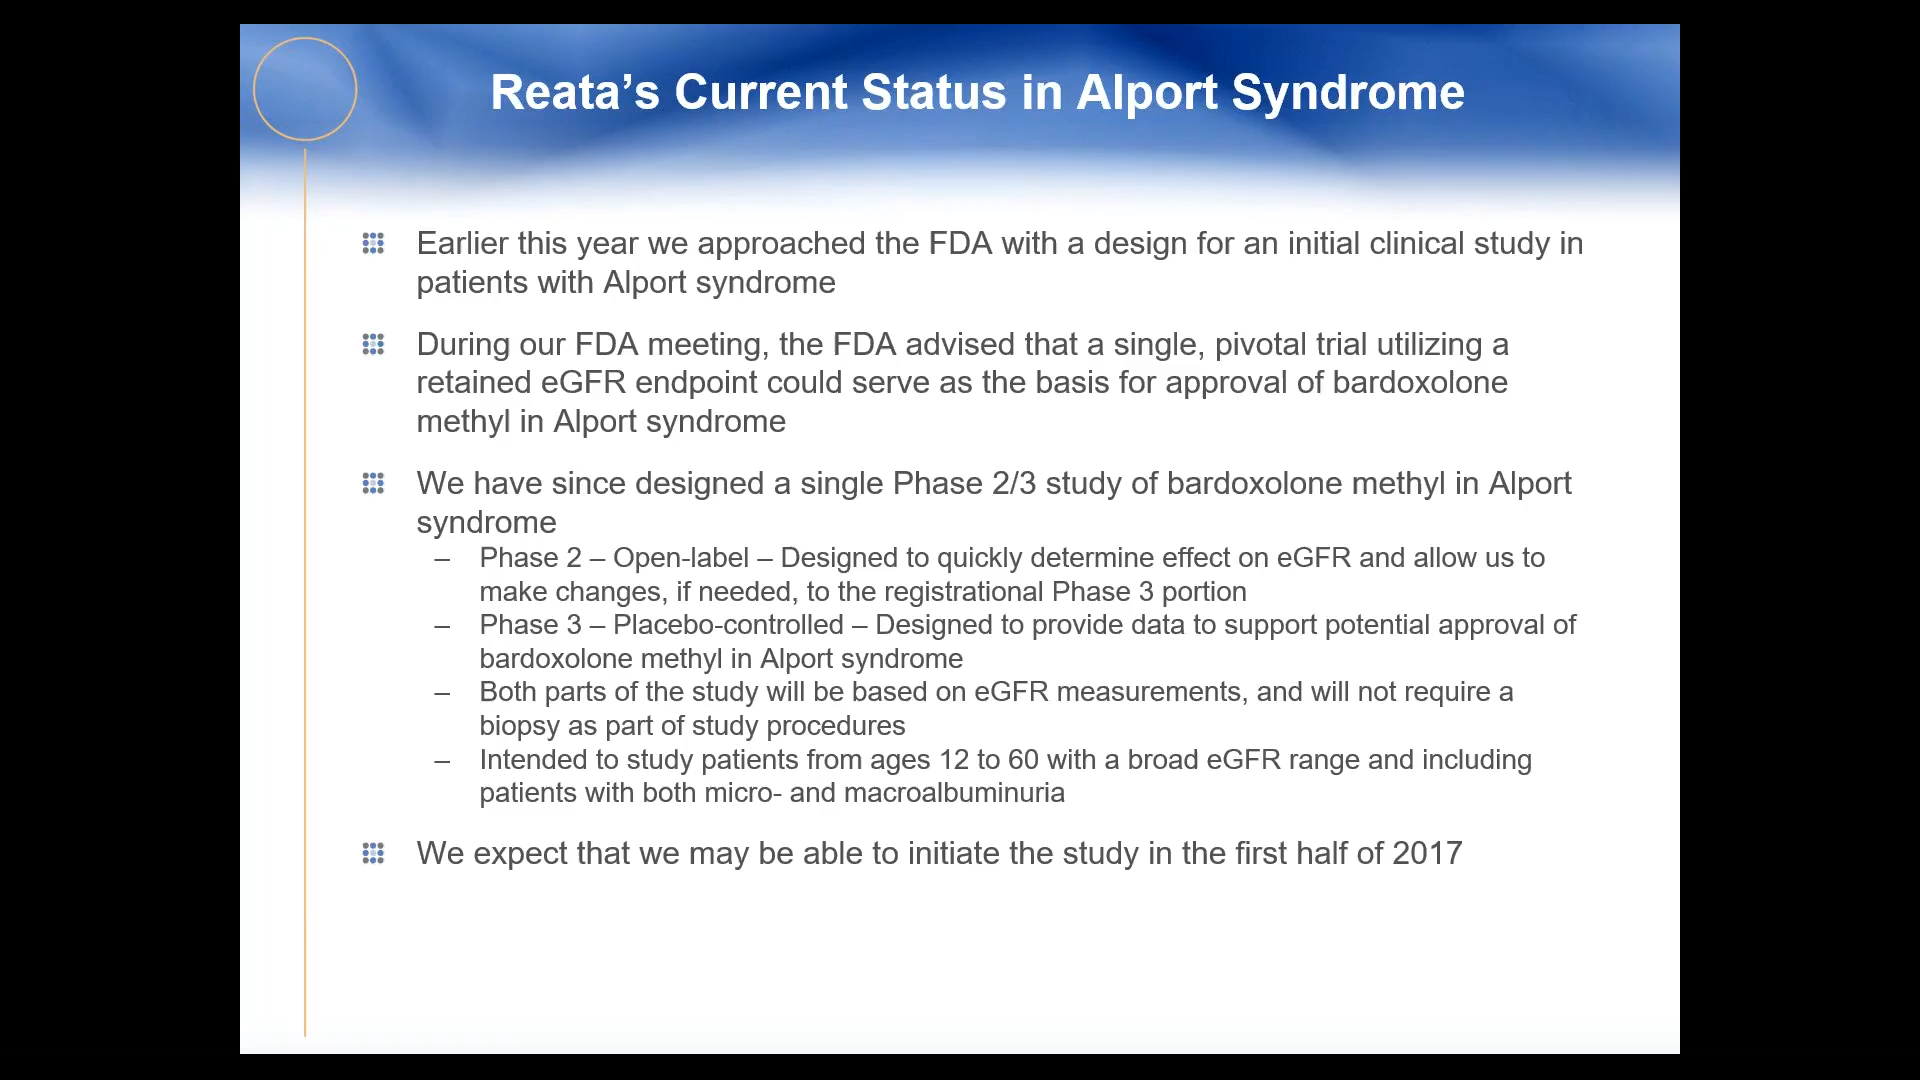 Reata’s Current Status in Alport Syndrome
Earlier this year we approached the FDA with a design for an initial clinical study in
patients with Alport syndrome
During our FDA meeting, the FDA advised that a single, pivotal trial utilizing a
retained eGFR endpoint could serve as the basis for approval of bardoxolone
methyl in Alport syndrome
We have since designed a single Phase 2/3 study of bardoxolone methyl in Alport
syndrome
– Phase 2 – Open-label – Designed to quickly determine effect on eGFR and allow us to
make changes, if needed, to the registrational Phase 3 portion
– Phase 3 – Placebo-controlled – Designed to provide data to support potential approval of
bardoxolone methyl in Alport syndrome
– Both parts of the study will be based on eGFR measurements, and will not require a
biopsy as part of study procedures
– Intended to study patients from ages 12 to 60 with a broad eGFR range and including
patients with both micro- and macroalbuminuria
We expect that we may be able to initiate the study in the first half of 2017